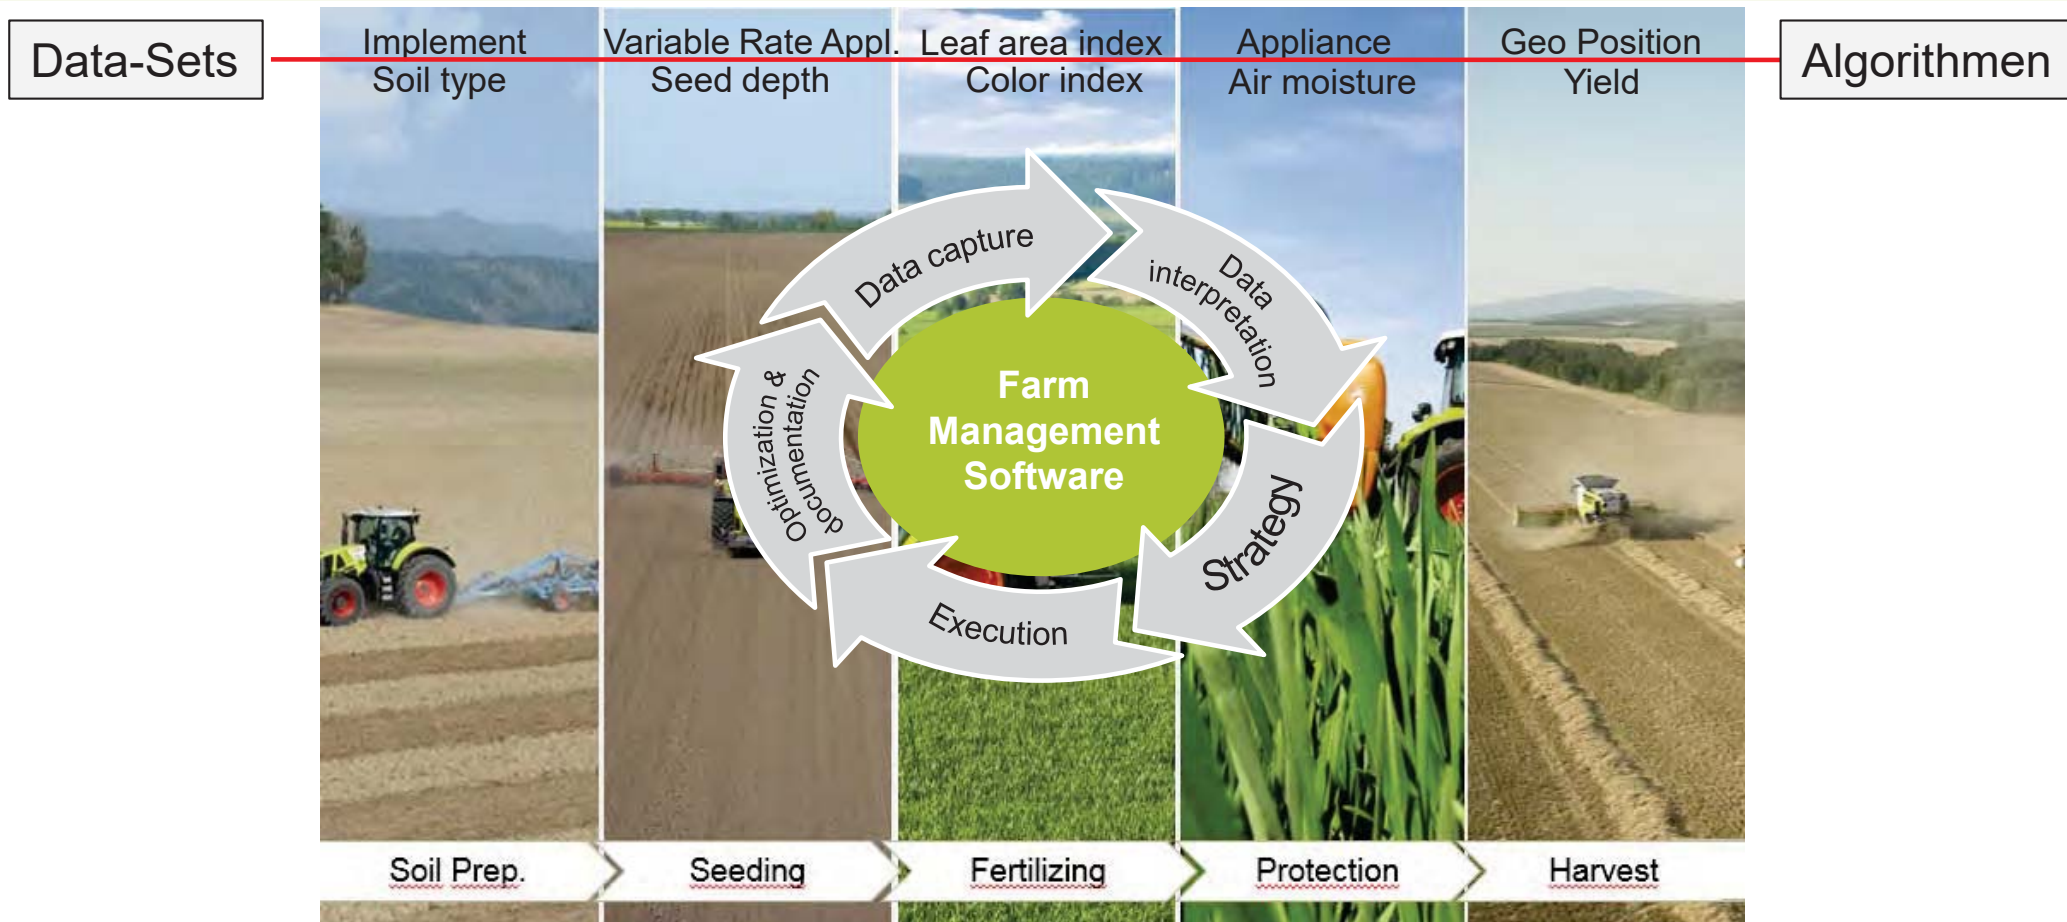 Data-Sets
Implement
Soil type
Variable Rate Appl.
Seed depth
Leaf area index
Color index
Appliance
Air moisture
Geo Position
Yield
Algorithmen
Data capture
Data
interpretation
Strategy
Execution
Optimization &
documentation
Farm
Management
Software
Soil Prep.
Seeding
Fertilizing
Protection
Harvest